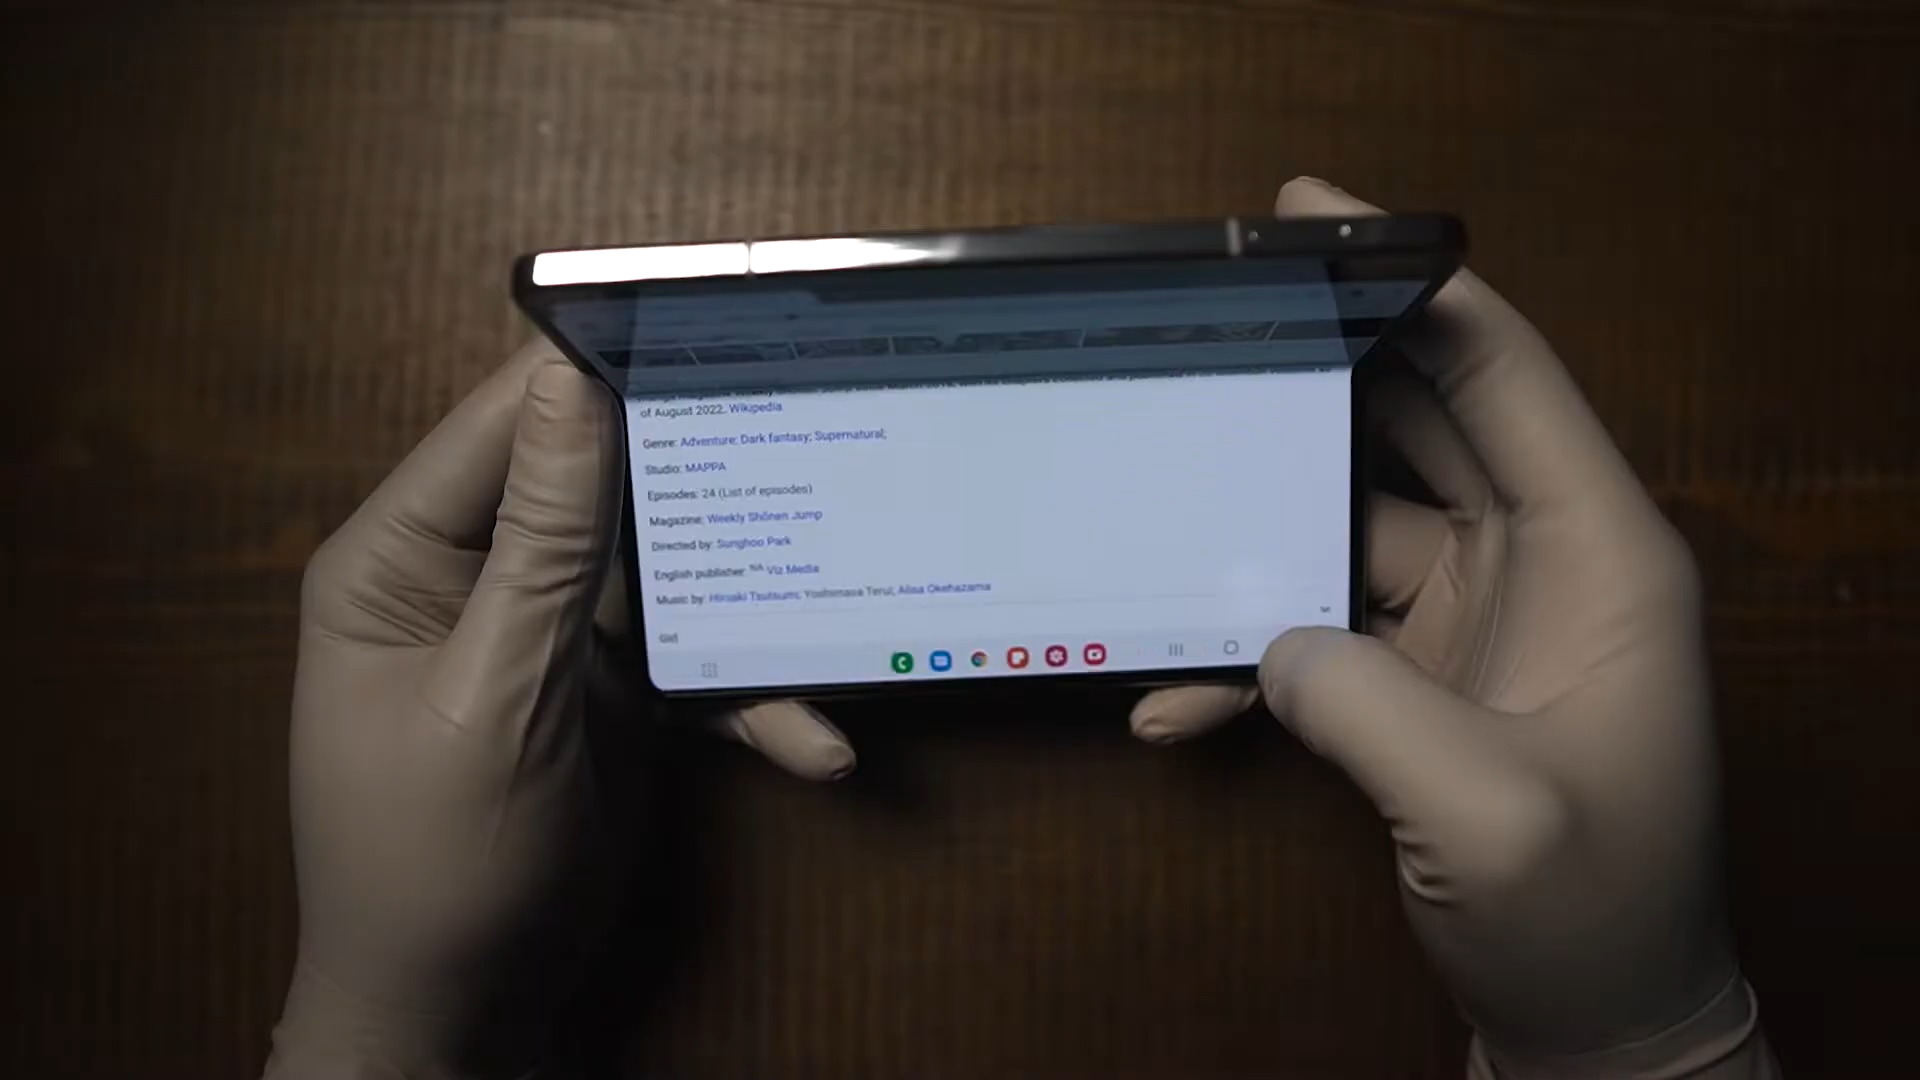 of August 2022. Wikipedia
Genre: Adventure; Dark fantasy; Supernatural;
Studio: MAPPA
Episodes: 24 (List of episodes)
Magazine: Weekly Shōnen Jump
Directed by: Sunghoo Park
English publisher: NA Viz Media
Music by: Hiroaki Tsutsumi; Yoshimasa Terui; Alisa Okehazama